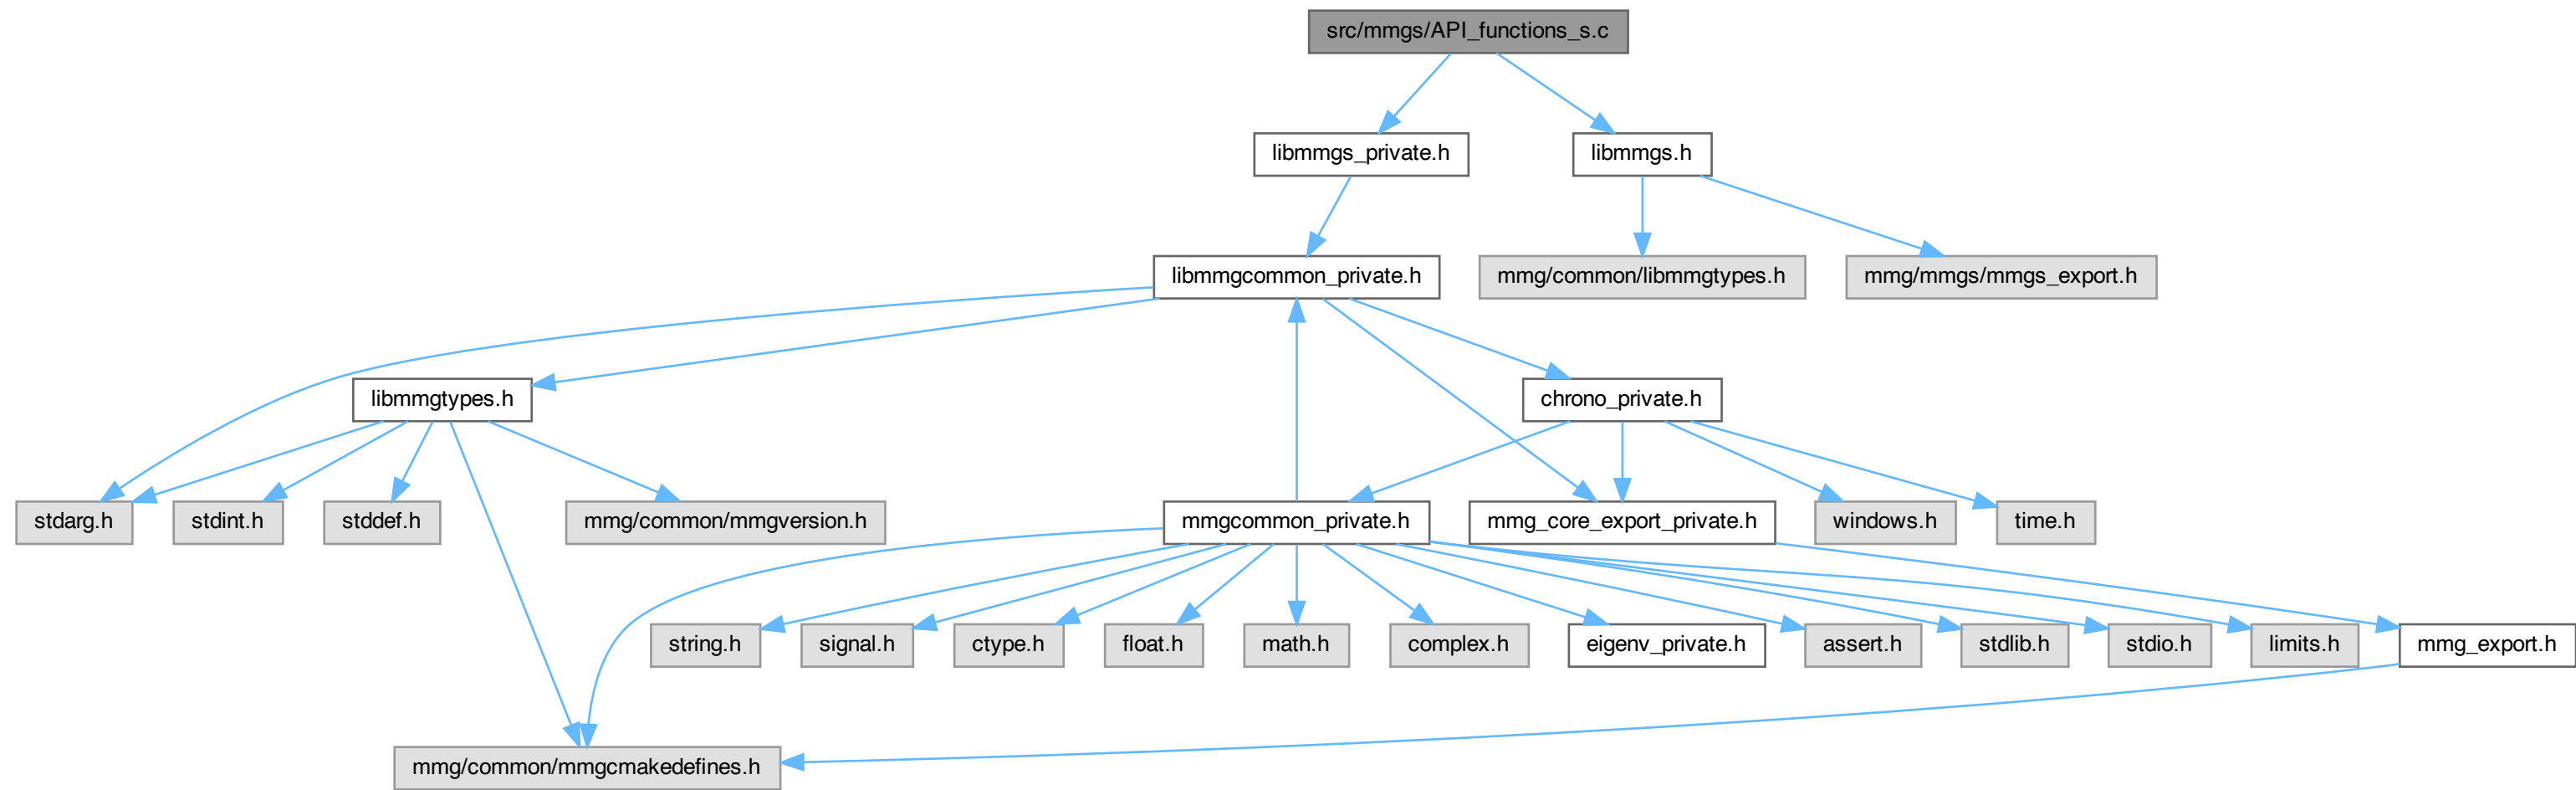 src/mmgs/API_functions_s.c
libmmgs_private.h
libmmgs.h
libmmgcommon_private.h
mmg/common/libmmgtypes.h
mmg/mmgs/mmgs_export.h
libmmgtypes.h
chrono_private.h
stdarg.h
stdint.h
stddef.h
mmg/common/mmgversion.h
mmgcommon_private.h
mmg_core_export_private.h
windows.h
time.h
string.h
signal.h
ctype.h
float.h
math.h
complex.h
eigenv_private.h
assert.h
stdlib.h
stdio.h
limits.h
mmg_export.h
mmg/common/mmgcmakedefines.h